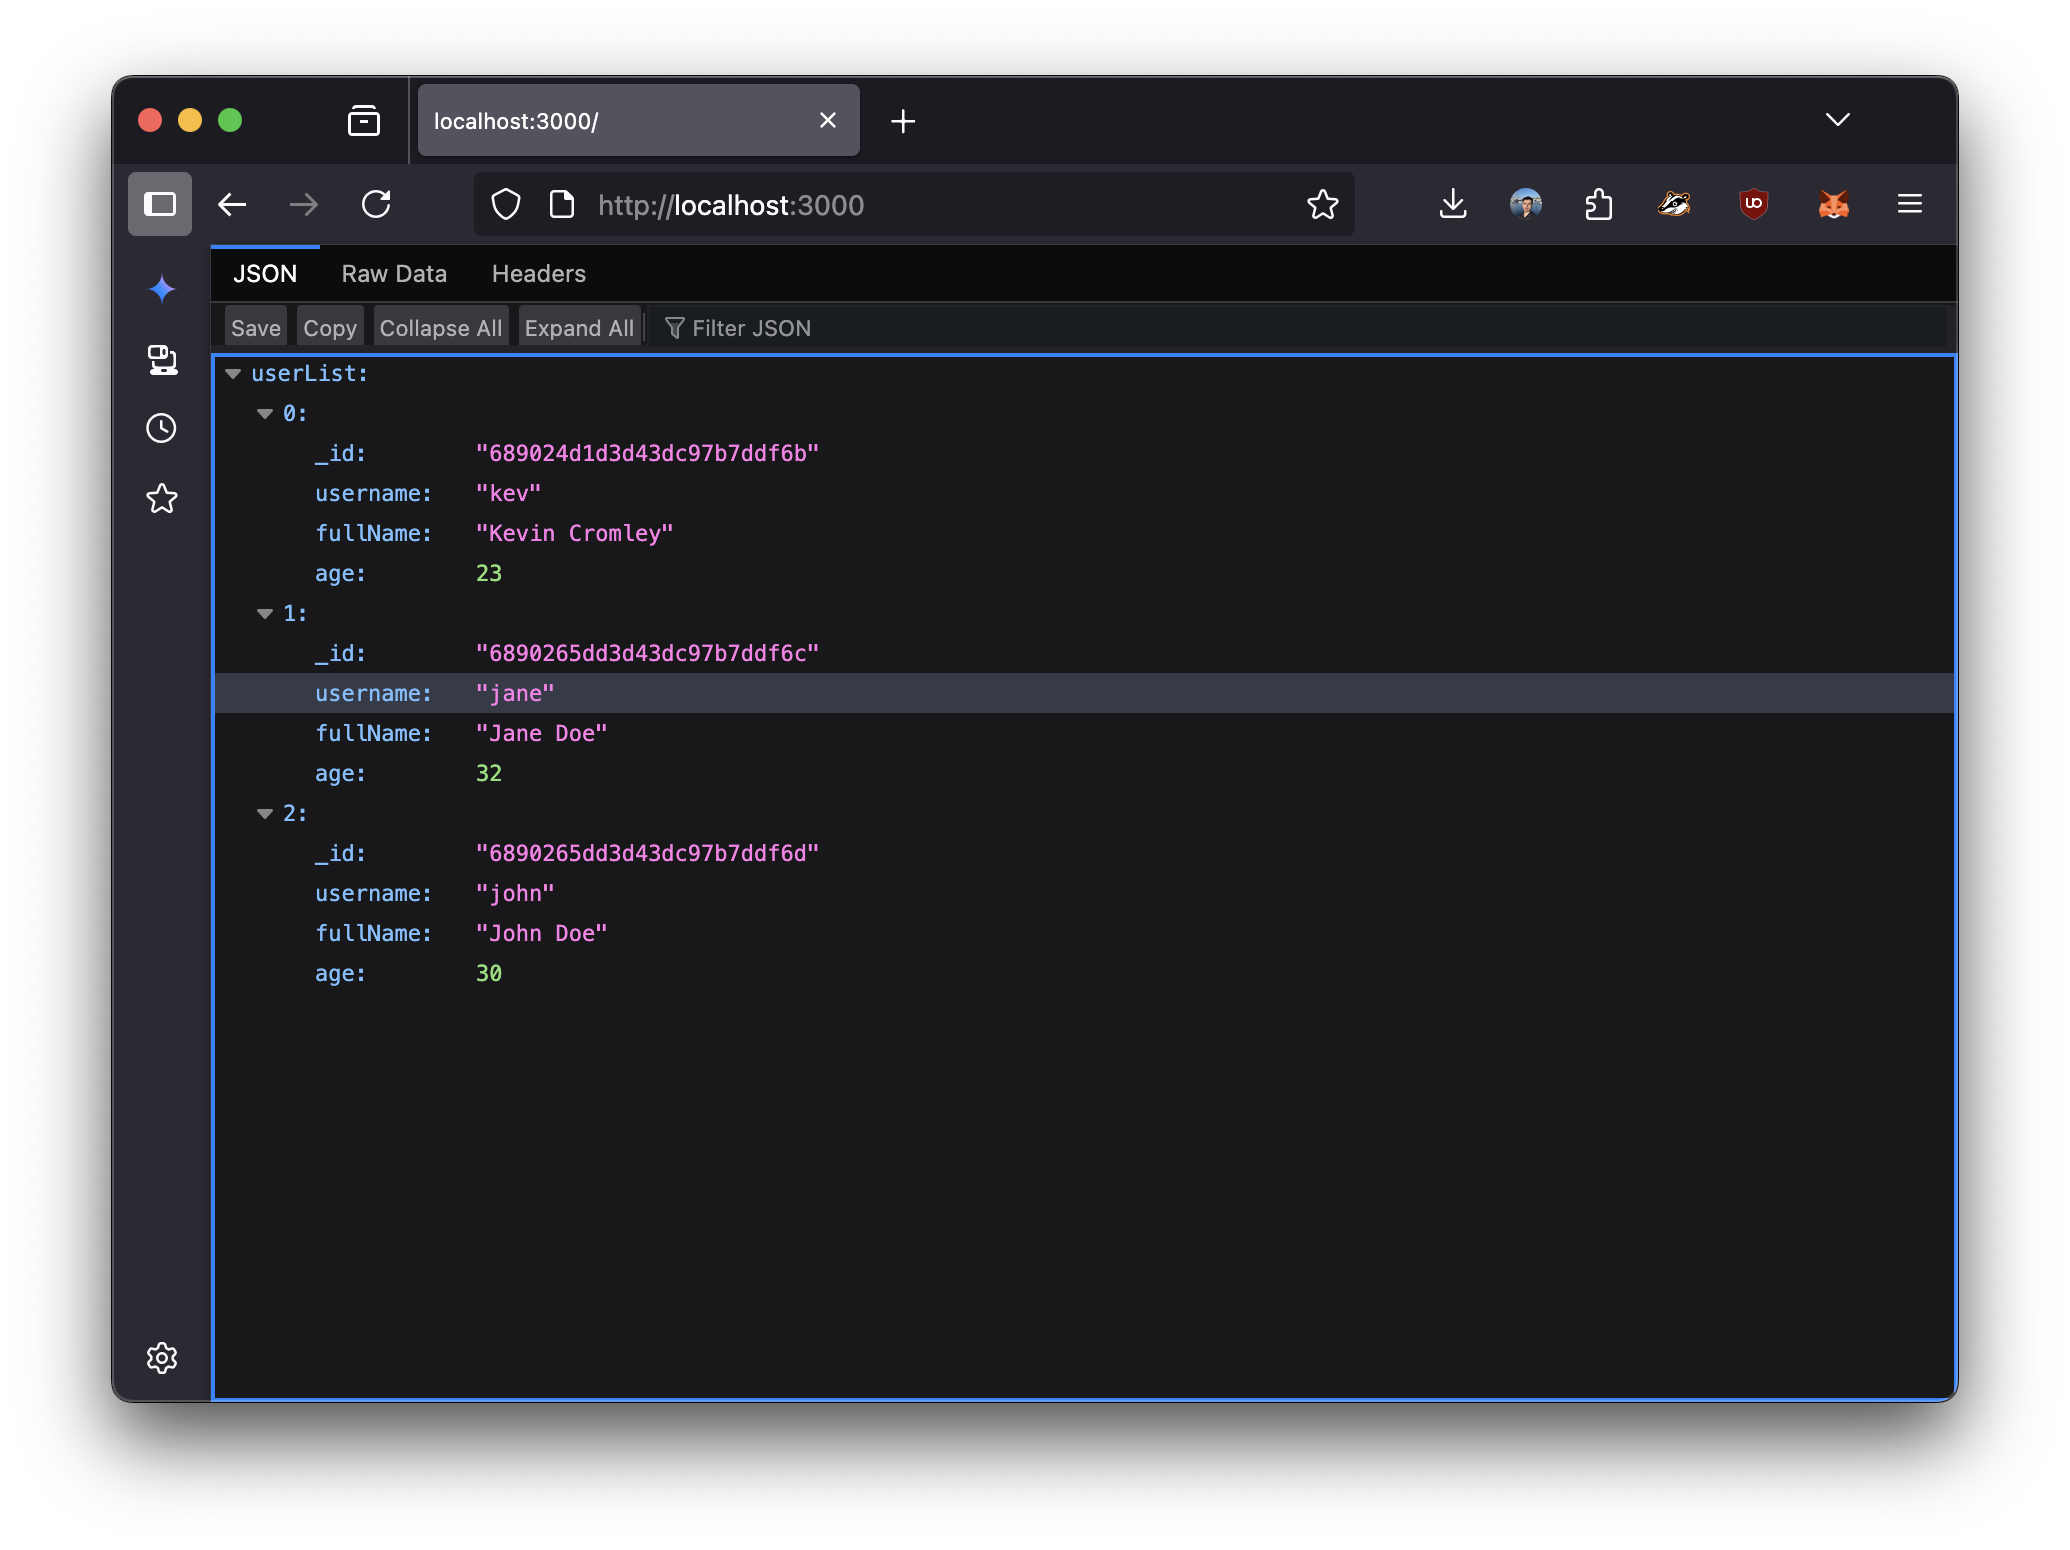 localhost:3000/
http://localhost:3000
JSON Raw Data Headers
Save Copy Collapse All Expand All Filter JSON
userList:
0:
_id: "689024d1d3d43dc97b7ddf6b"
username: "kev"
fullName: "Kevin Cromley"
age: 23
1:
_id: "6890265dd3d43dc97b7ddf6c"
username: "jane"
fullName: "Jane Doe"
age: 32
2:
_id: "6890265dd3d43dc97b7ddf6d"
username: "john"
fullName: "John Doe"
age: 30